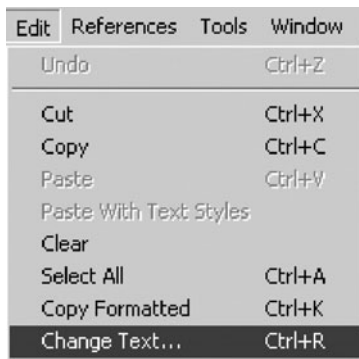 Edit References Tools Window
Undo Ctrl+Z
Cut Ctrl+X
Copy Ctrl+C
Paste Ctrl+V
Paste With Text Styles
Clear
Select All Ctrl+A
Copy Formatted Ctrl+K
Change Text... Ctrl+R